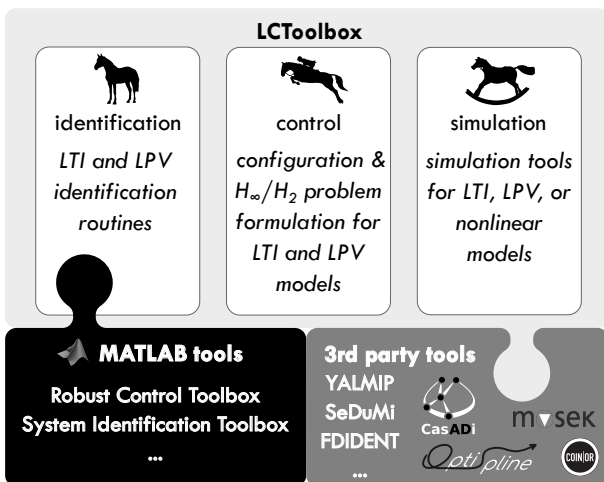 LCToolbox
identification
LTI and LPV
identification
routines
control
configuration &
H∞/H2 problem
formulation for
LTI and LPV
models
simulation
simulation tools
for LTI, LPV, or
nonlinear
models
MATLAB tools
Robust Control Toolbox
System Identification Toolbox
...
3rd party tools
YALMIP
SeDuMi
FDIDENT
...
CasADi
mosek
Optispline
COIN|OR